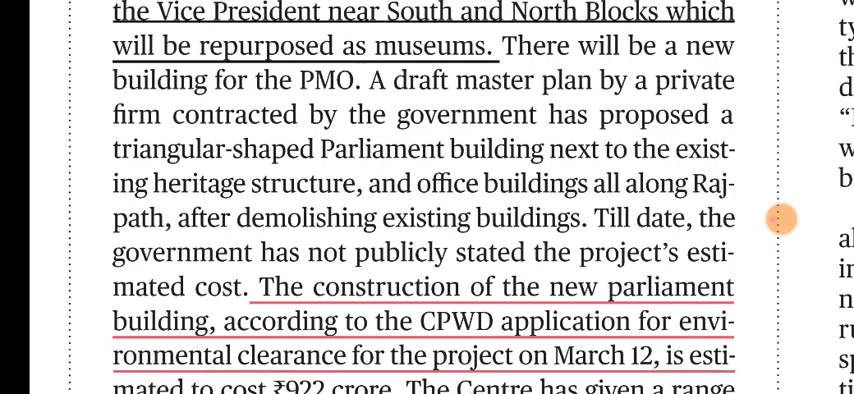 the Vice President near South and North Blocks which
will be repurposed as museums. There will be a new
building for the PMO. A draft master plan by a private
firm contracted by the government has proposed a
triangular-shaped Parliament building next to the exist-
ing heritage structure, and office buildings all along Raj-
path, after demolishing existing buildings. Till date, the
government has not publicly stated the project's esti-
mated cost. The construction of the new parliament
building, according to the CPWD application for envi-
ronmental clearance for the project on March 12, is esti-
mated to cost ₹922 crore. The Centre has given a range